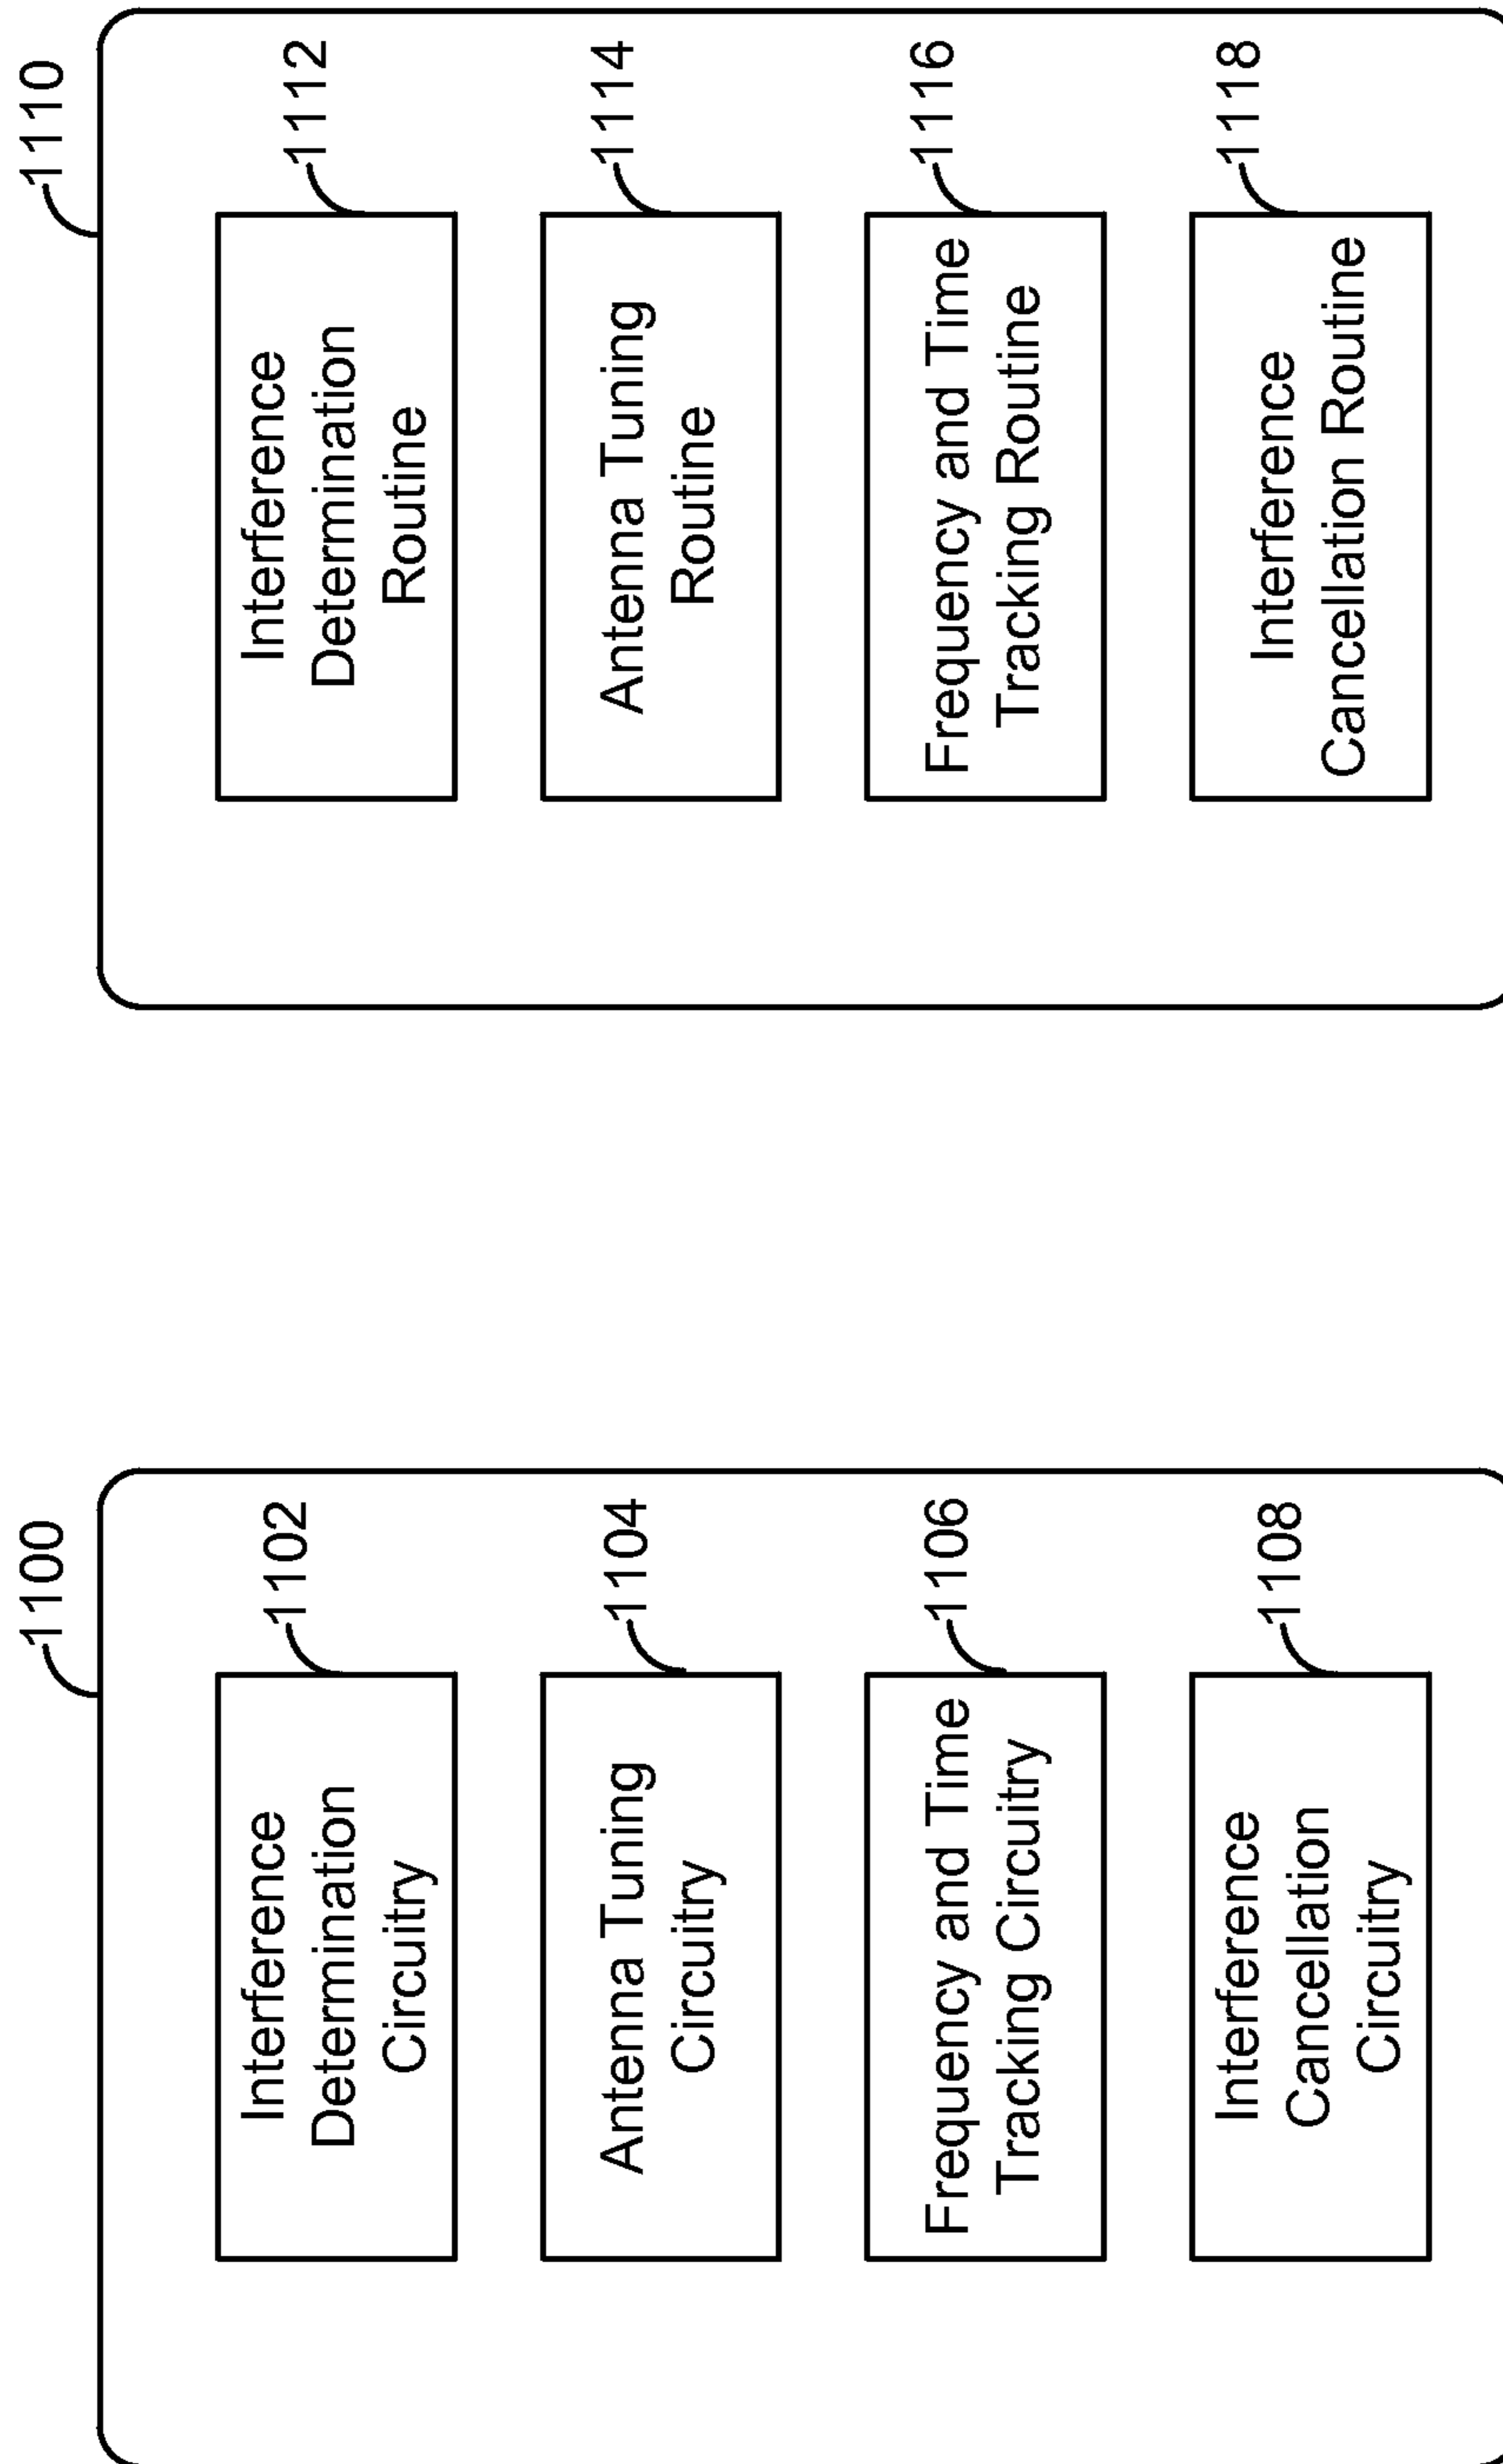 1100
Interference
Determination
Circuitry
1102
Antenna Tuning
Circuitry
1104
Frequency and Time
Tracking Circuitry
1106
Interference
Cancellation
Circuitry
1108
1110
Interference
Determination
Routine
1112
Antenna Tuning
Routine
1114
Frequency and Time
Tracking Routine
1116
Interference
Cancellation Routine
1118